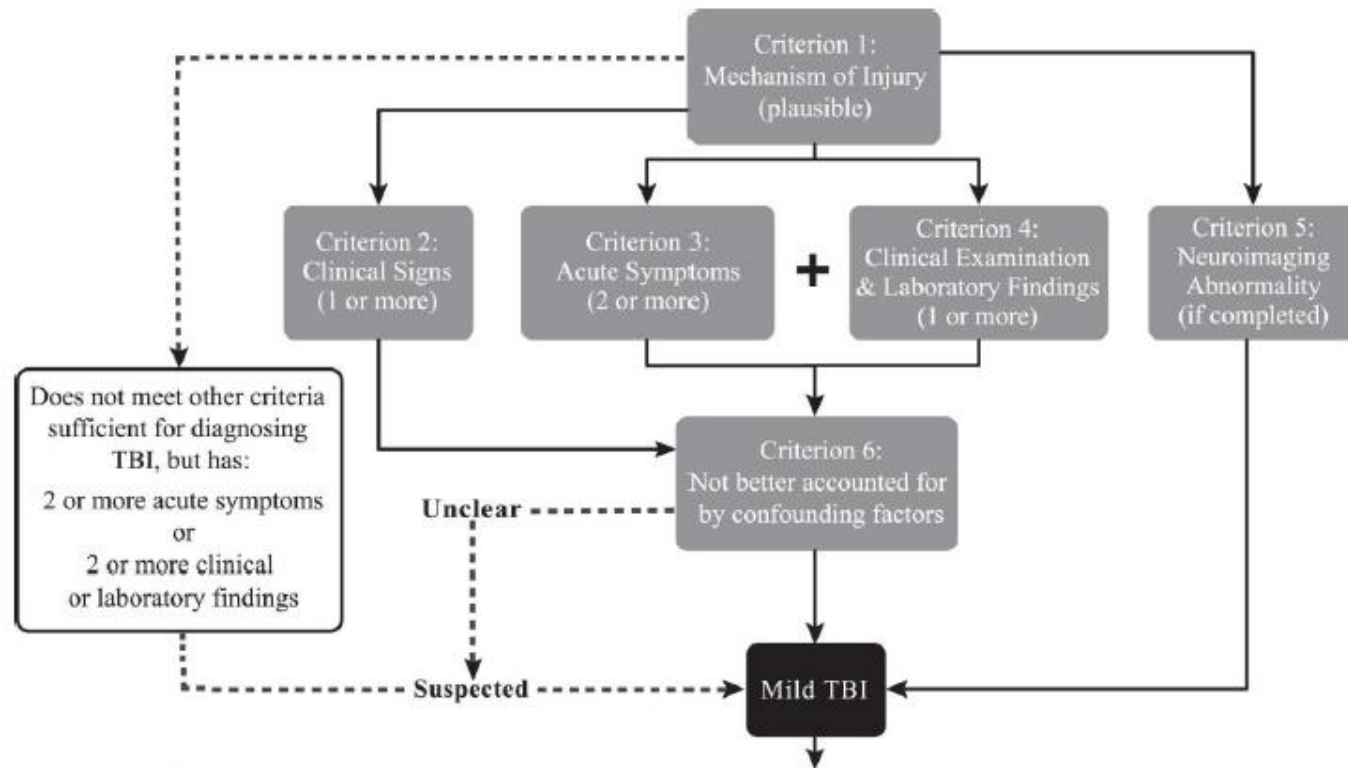 Criterion 1:
Mechanism of Injury
(plausible)
Criterion 2:
Clinical Signs
(1 or more)
Criterion 3:
Acute Symptoms
(2 or more)
+
Criterion 4:
Clinical Examination
& Laboratory Findings
(1 or more)
Criterion 5:
Neuroimaging
Abnormality
(if completed)
Does not meet other criteria
sufficient for diagnosing
TBI, but has:
2 or more acute symptoms
or
2 or more clinical
or laboratory findings
Criterion 6:
Not better accounted for
by confounding factors
Unclear
Suspected
Mild TBI